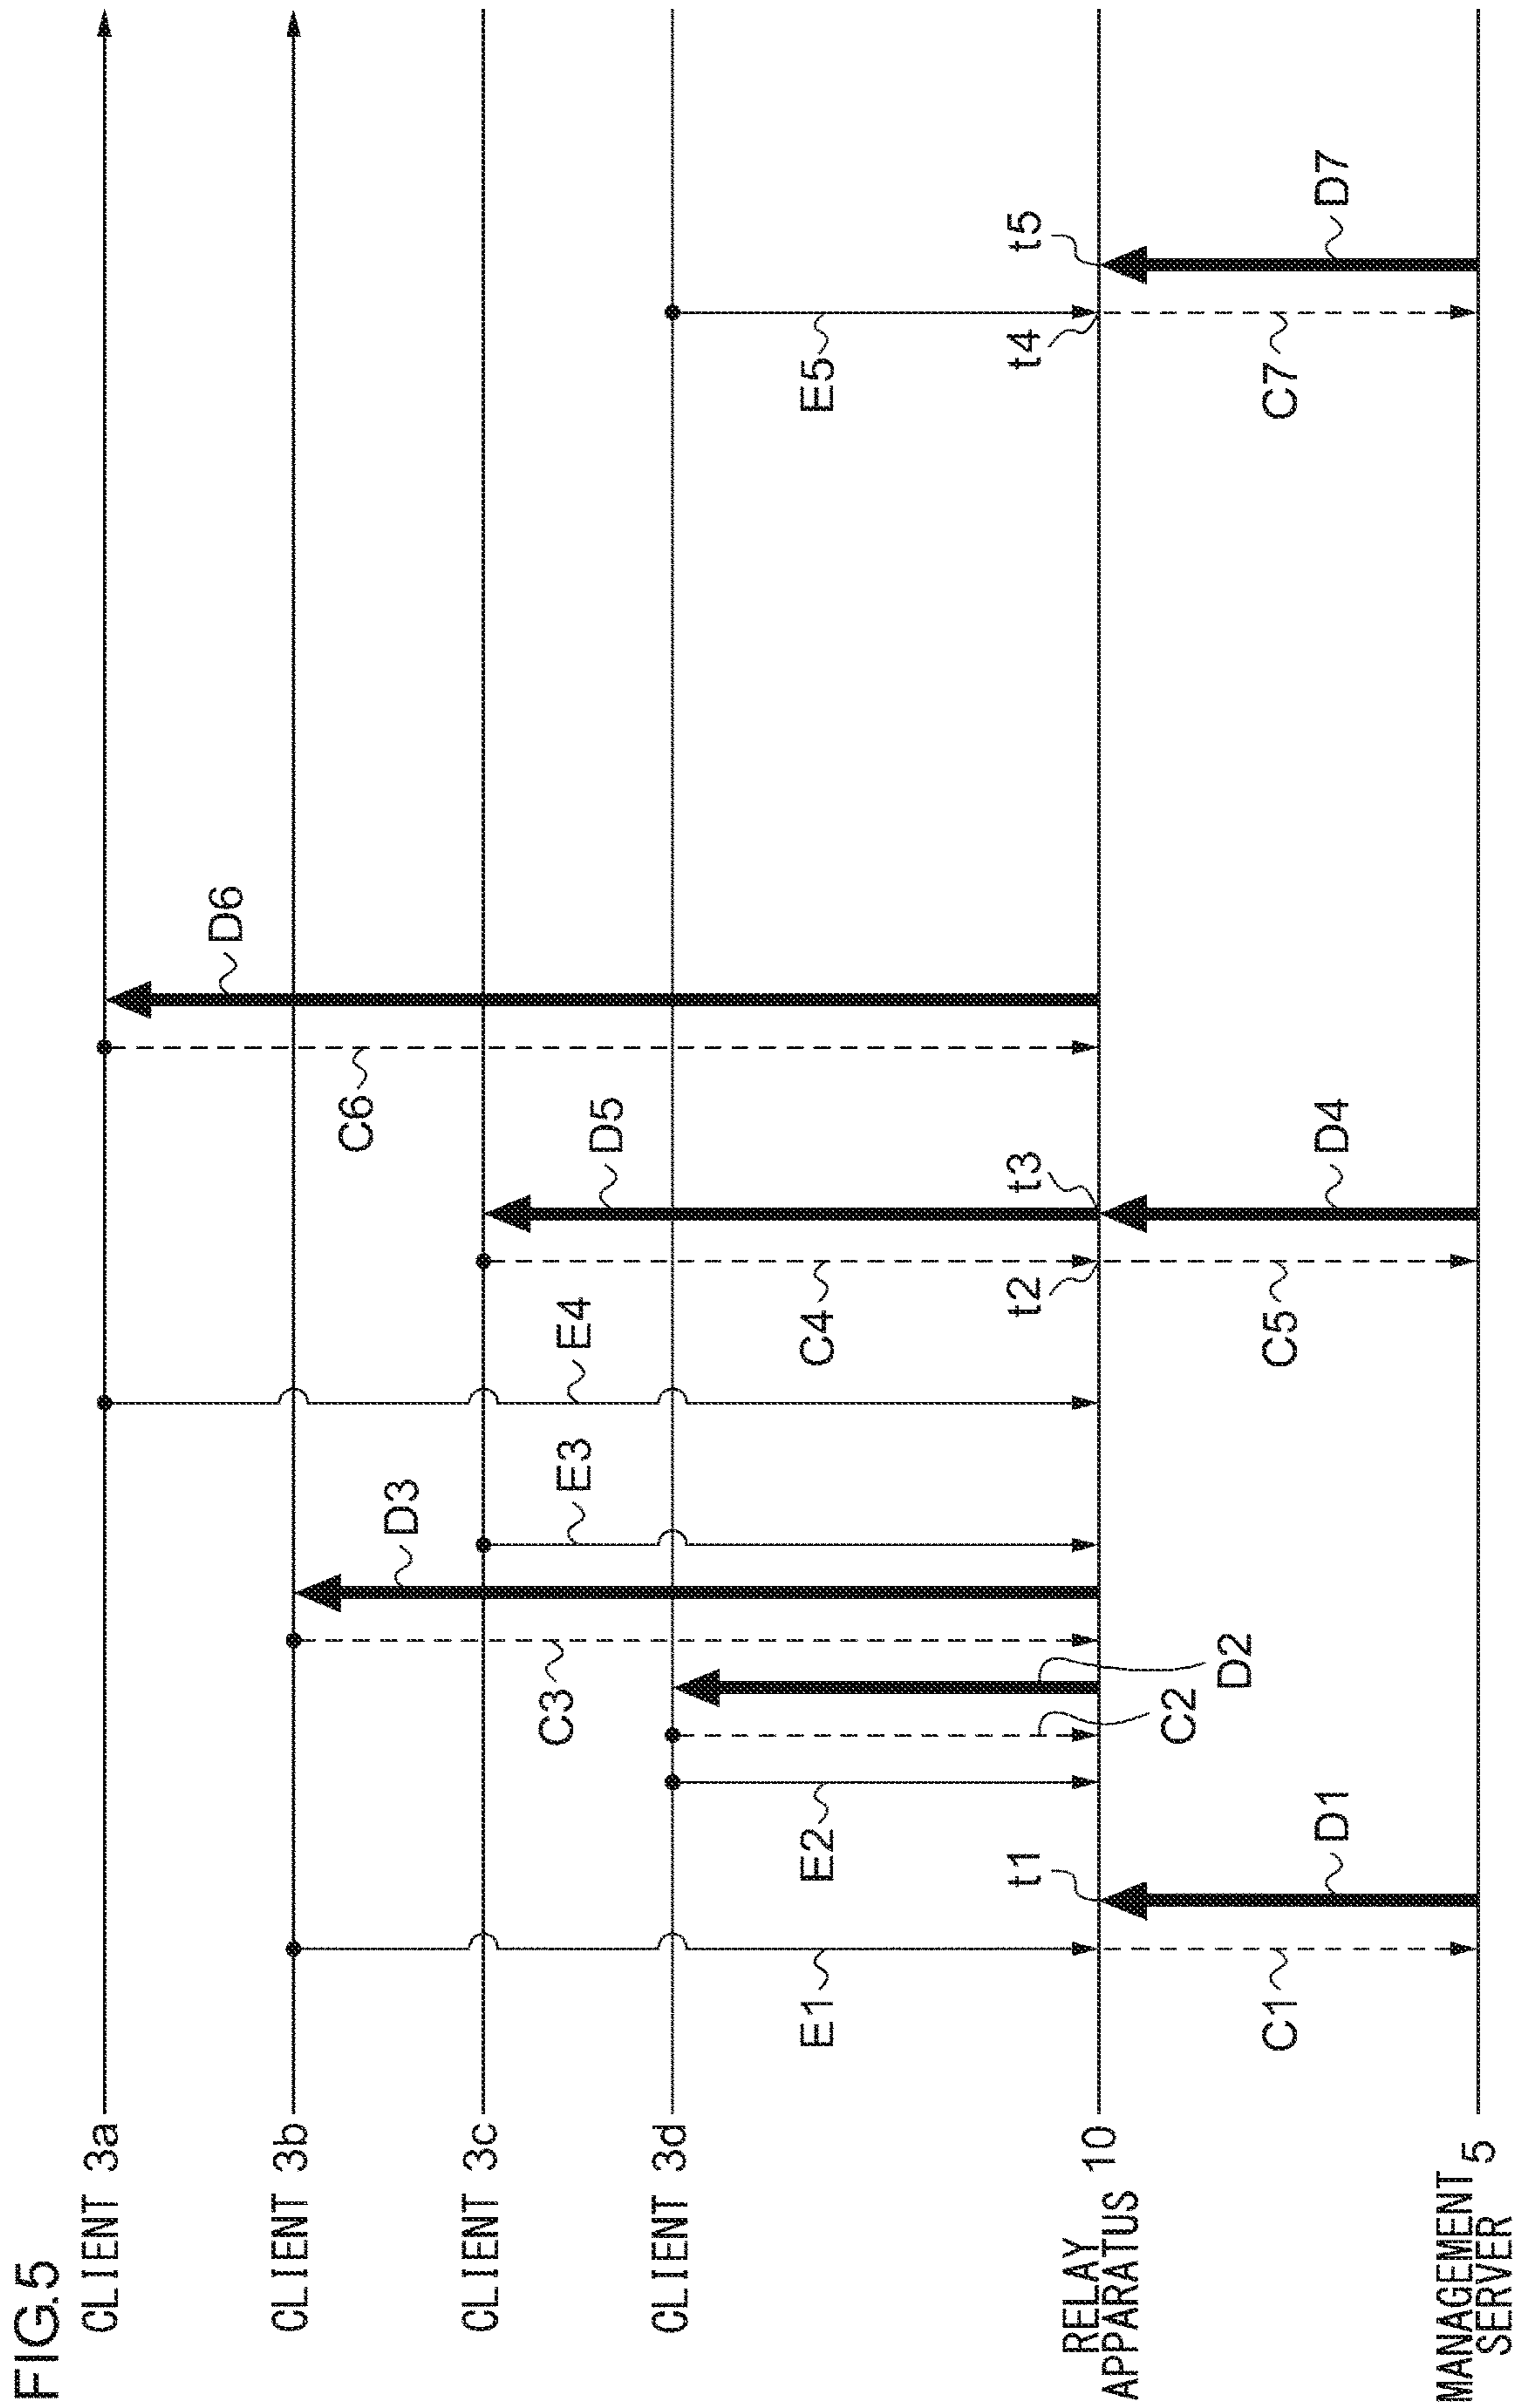 FIG.5
CLIENT 3a
CLIENT 3b
CLIENT 3c
CLIENT 3d
RELAY
APPARATUS 10
MANAGEMENT
SERVER 5
E1
C1
t1
D1
E2
C2
D2
C3
D3
E3
E4
C4
t2
C5
D5
t3
D4
C6
D6
E5
t4
C7
t5
D7